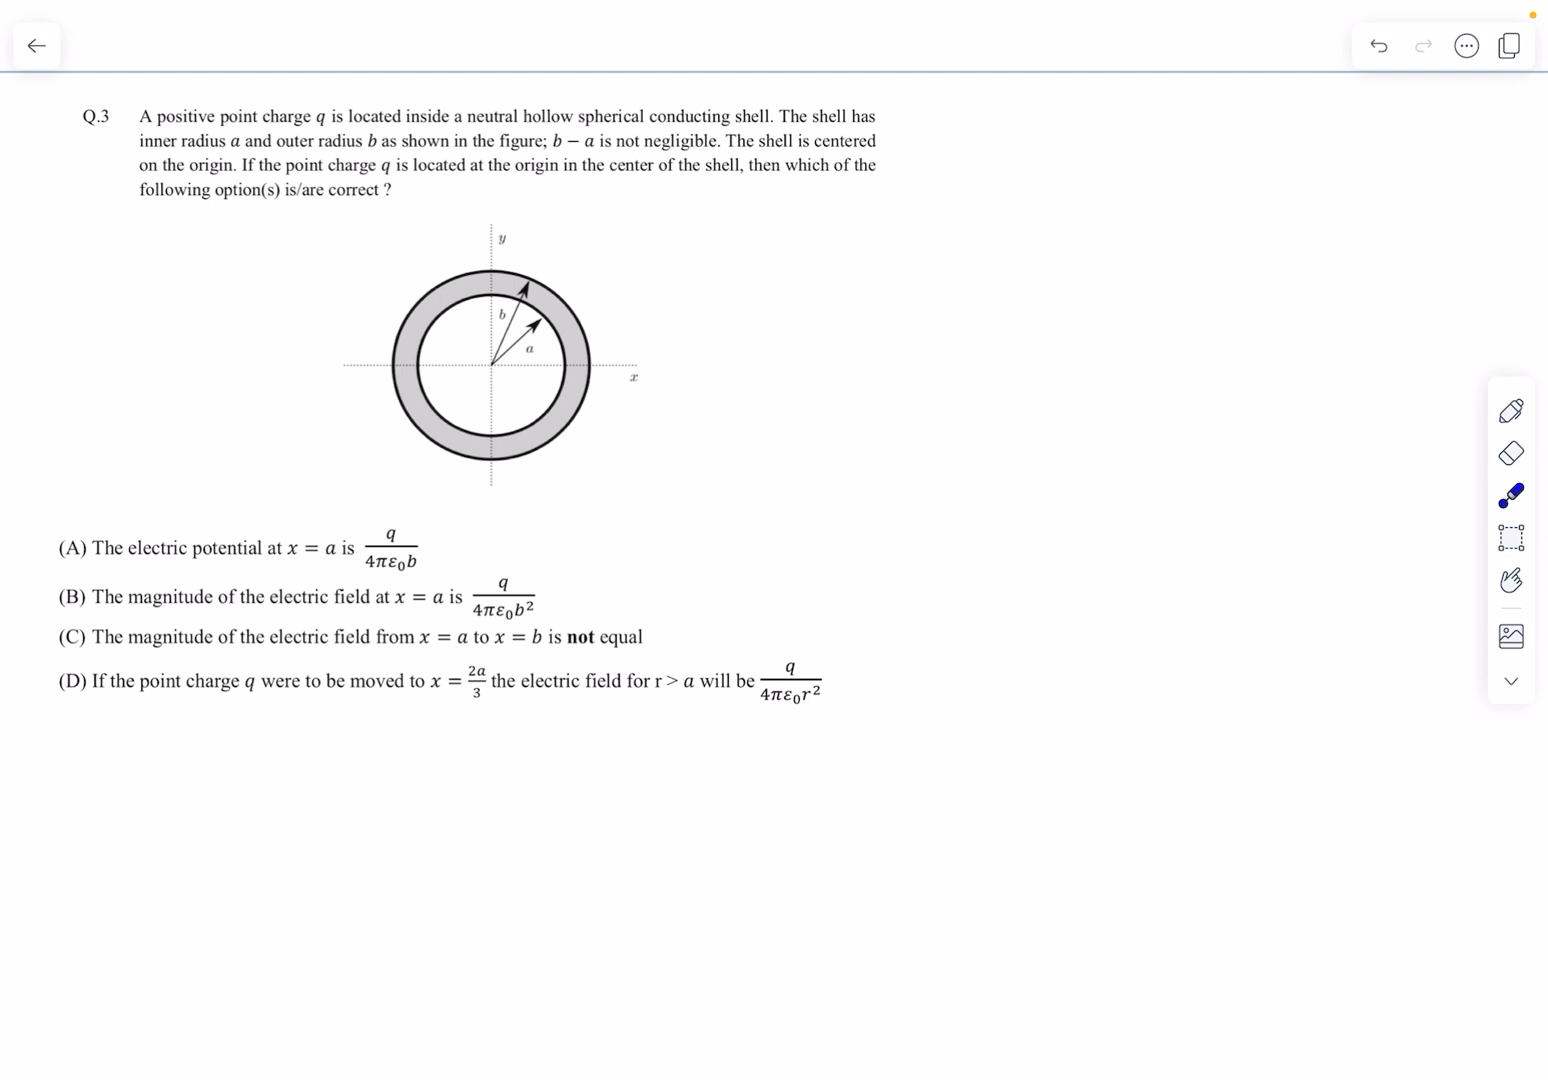 Q.3 A positive point charge q is located inside a neutral hollow spherical conducting shell. The shell has
inner radius a and outer radius b as shown in the figure; b − a is not negligible. The shell is centered
on the origin. If the point charge q is located at the origin in the center of the shell, then which of the
following option(s) is/are correct ?
y
b
a
x
(A) The electric potential at x = a is q/(4πε₀b)
(B) The magnitude of the electric field at x = a is q/(4πε₀b²)
(C) The magnitude of the electric field from x = a to x = b is not equal
(D) If the point charge q were to be moved to x = 2a/3 the electric field for r > a will be q/(4πε₀r²)